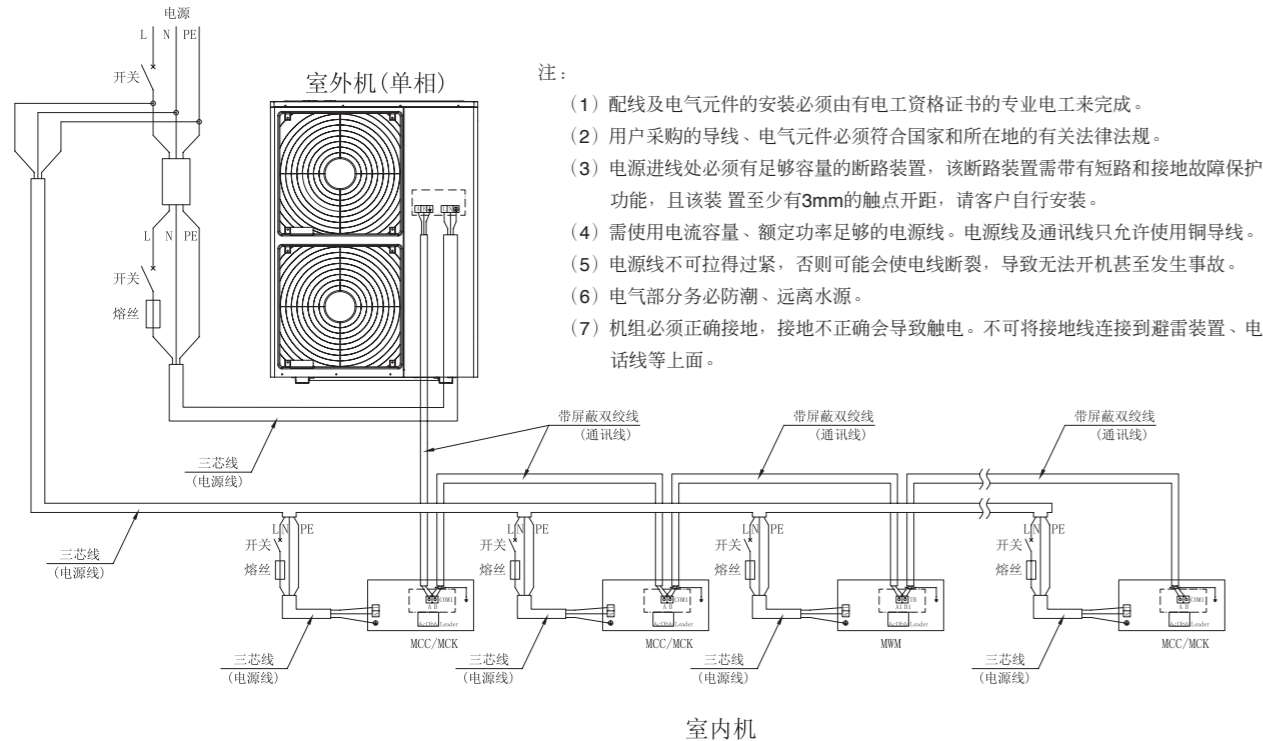 电源
L N PE
开关
室外机(单相)
注：
（1）配线及电气元件的安装必须由有电工资格证书的专业电工来完成。
（2）用户采购的导线、电气元件必须符合国家和所在地的有关法律法规。
（3）电源进线处必须有足够容量的断路装置，该断路装置需带有短路和接地故障保护
功能，且该装 置至少有3mm的触点开距，请客户自行安装。
（4）需使用电流容量、额定功率足够的电源线。电源线及通讯线只允许使用铜导线。
（5）电源线不可拉得过紧，否则可能会使电线断裂，导致无法开机甚至发生事故。
（6）电气部分务必防潮、远离水源。
（7）机组必须正确接地，接地不正确会导致触电。不可将接地线连接到避雷装置、电
话线等上面。
L N PE
开关
熔丝
带屏蔽双绞线
(通讯线)
带屏蔽双绞线
(通讯线)
带屏蔽双绞线
(通讯线)
三芯线
(电源线)
三芯线
(电源线)
LN PE
开关
熔丝
LN PE
开关
熔丝
LN PE
开关
熔丝
LN PE
开关
熔丝
COM1
A B
MCC/MCK
COM1
A B
MCC/MCK
A1 B1
MWM
COM1
A B
MCC/MCK
三芯线
(电源线)
三芯线
(电源线)
三芯线
(电源线)
三芯线
(电源线)
室内机